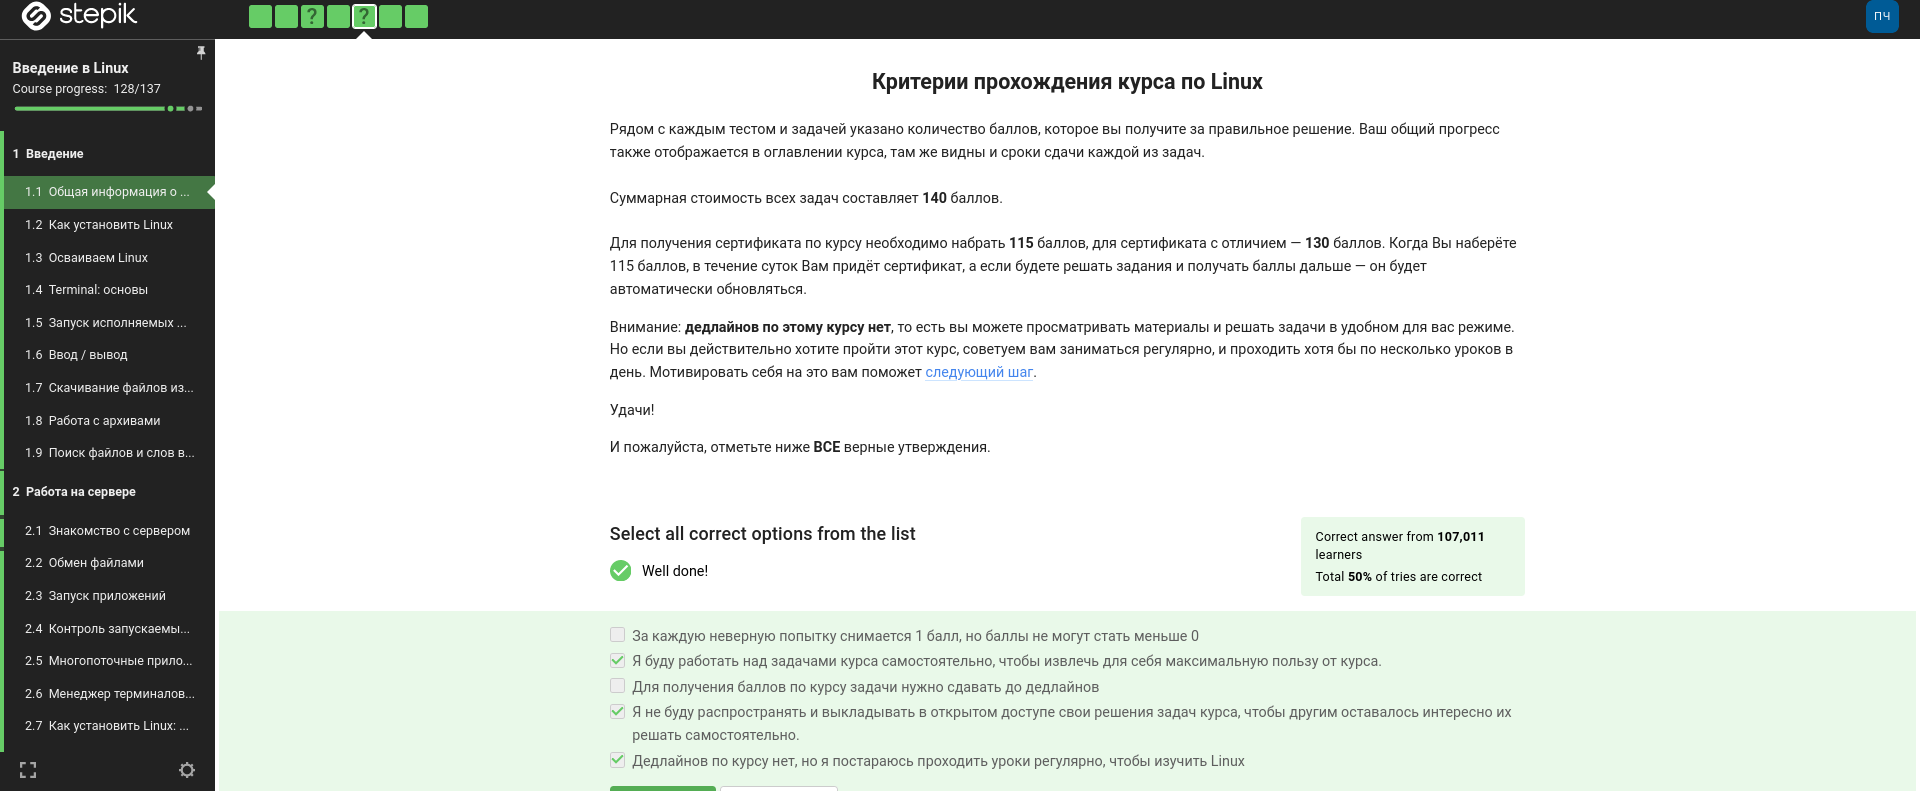 stepik
?
?
ПЧ
Введение в Linux
Course progress: 128/137
1 Введение
1.1 Общая информация о ...
1.2 Как установить Linux
1.3 Осваиваем Linux
1.4 Terminal: основы
1.5 Запуск исполняемых ...
1.6 Ввод / вывод
1.7 Скачивание файлов из...
1.8 Работа с архивами
1.9 Поиск файлов и слов в...
2 Работа на сервере
2.1 Знакомство с сервером
2.2 Обмен файлами
2.3 Запуск приложений
2.4 Контроль запускаемы...
2.5 Многопоточные прило...
2.6 Менеджер терминалов...
2.7 Как установить Linux: ...
Критерии прохождения курса по Linux
Рядом с каждым тестом и задачей указано количество баллов, которое вы получите за правильное решение. Ваш общий прогресс
также отображается в оглавлении курса, там же видны и сроки сдачи каждой из задач.
Суммарная стоимость всех задач составляет 140 баллов.
Для получения сертификата по курсу необходимо набрать 115 баллов, для сертификата с отличием — 130 баллов. Когда Вы наберёте
115 баллов, в течение суток Вам придёт сертификат, а если будете решать задания и получать баллы дальше — он будет
автоматически обновляться.
Внимание: дедлайнов по этому курсу нет, то есть вы можете просматривать материалы и решать задачи в удобном для вас режиме.
Но если вы действительно хотите пройти этот курс, советуем вам заниматься регулярно, и проходить хотя бы по несколько уроков в
день. Мотивировать себя на это вам поможет следующий шаг.
Удачи!
И пожалуйста, отметьте ниже ВСЕ верные утверждения.
Select all correct options from the list
Well done!
Correct answer from 107,011
learners
Total 50% of tries are correct
За каждую неверную попытку снимается 1 балл, но баллы не могут стать меньше 0
Я буду работать над задачами курса самостоятельно, чтобы извлечь для себя максимальную пользу от курса.
Для получения баллов по курсу задачи нужно сдавать до дедлайнов
Я не буду распространять и выкладывать в открытом доступе свои решения задач курса, чтобы другим оставалось интересно их
решать самостоятельно.
Дедлайнов по курсу нет, но я постараюсь проходить уроки регулярно, чтобы изучить Linux